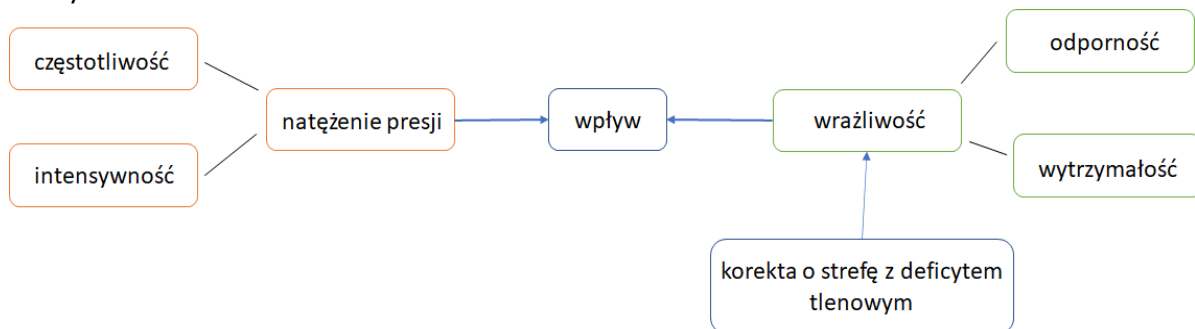 częstotliwość
intensywność
natężenie presji
wpływ
wrażliwość
odporność
wytrzymałość
korekta o strefę z deficytem
tlenowym